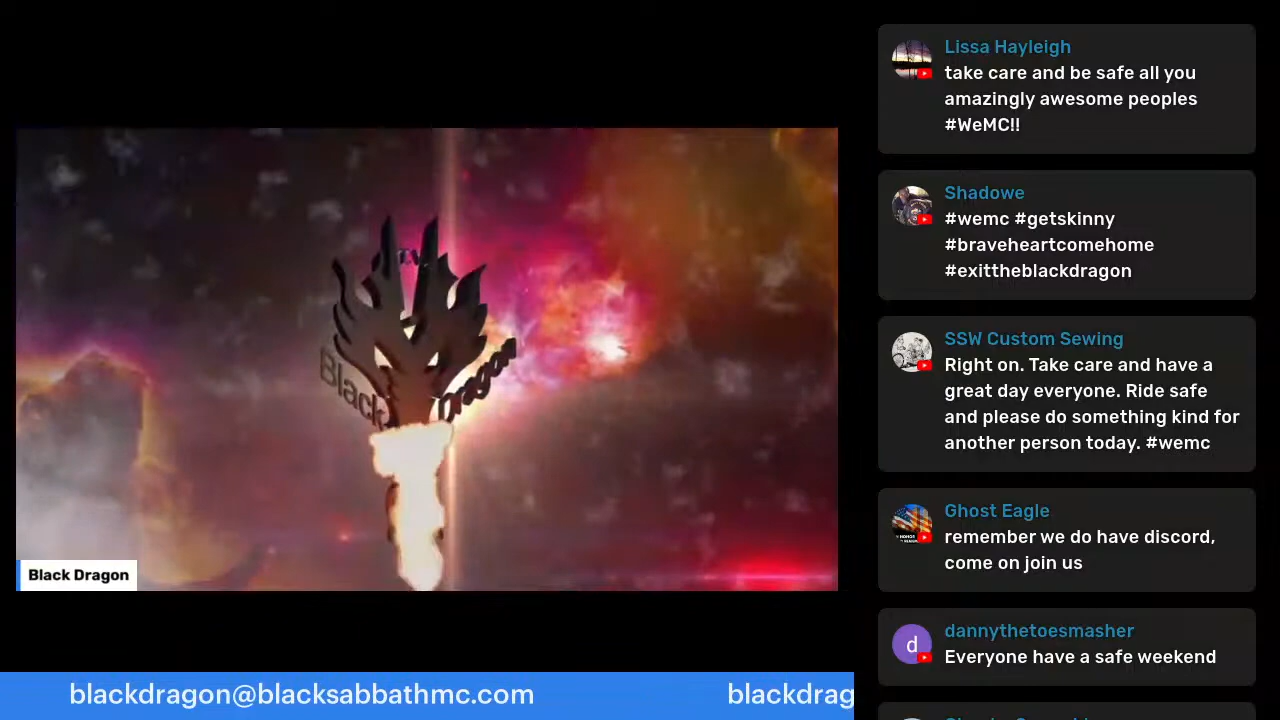 TV
Black Dragon
Black Dragon
blackdragon@blacksabbathmc.com
blackdrag
Lissa Hayleigh
take care and be safe all you
amazingly awesome peoples
#WeMC!!
Shadowe
#wemc #getskinny
#braveheartcomehome
#exittheblackdragon
SSW Custom Sewing
Right on. Take care and have a
great day everyone. Ride safe
and please do something kind for
another person today. #wemc
Ghost Eagle
remember we do have discord,
come on join us
d
dannythetoesmasher
Everyone have a safe weekend